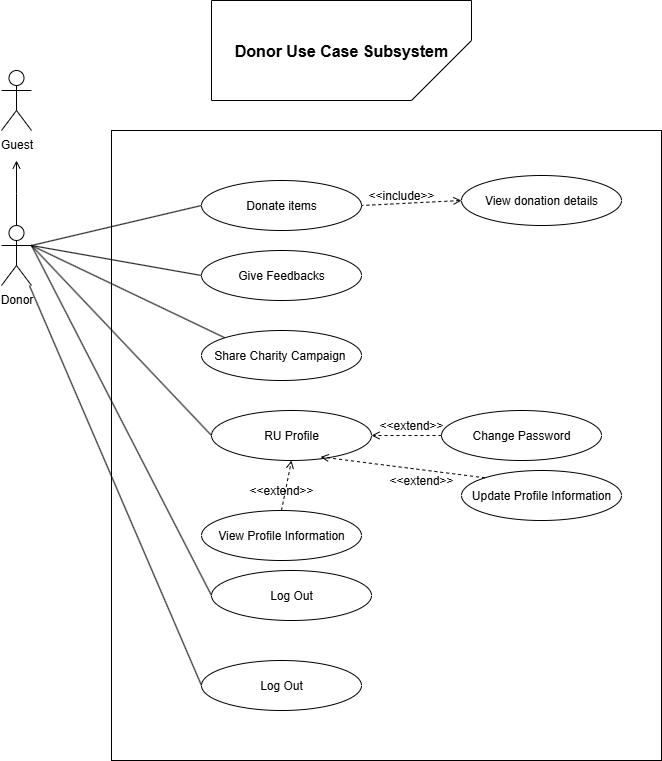 Donor Use Case Subsystem
Guest
Donor
Donate items
<<include>>
View donation details
Give Feedbacks
Share Charity Campaign
RU Profile
<<extend>>
Change Password
<<extend>>
<<extend>>
Update Profile Information
View Profile Information
Log Out
Log Out